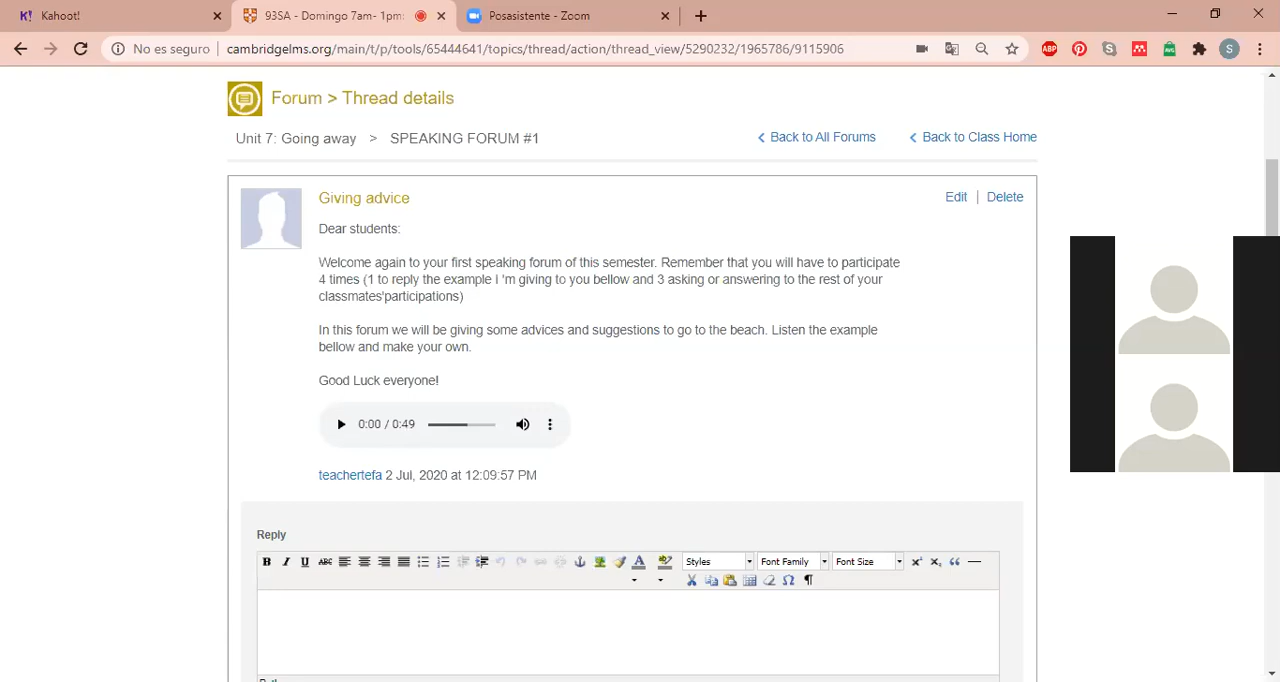 Kahoot!
93SA - Domingo 7am- 1pm:
Posasistente - Zoom
No es seguro
cambridgelms.org/main/t/p/tools/65444641/topics/thread/action/thread_view/5290232/1965786/9115906
ABP
AVG
S
Forum > Thread details
Unit 7: Going away > SPEAKING FORUM #1
Back to All Forums
Back to Class Home
Giving advice
Edit | Delete
Dear students:
Welcome again to your first speaking forum of this semester. Remember that you will have to participate
4 times (1 to reply the example I 'm giving to you bellow and 3 asking or answering to the rest of your
classmates'participations)
In this forum we will be giving some advices and suggestions to go to the beach. Listen the example
bellow and make your own.
Good Luck everyone!
0:00 / 0:49
teachertefa 2 Jul, 2020 at 12:09:57 PM
Reply
B I U ABC
Styles
Font Family
Font Size